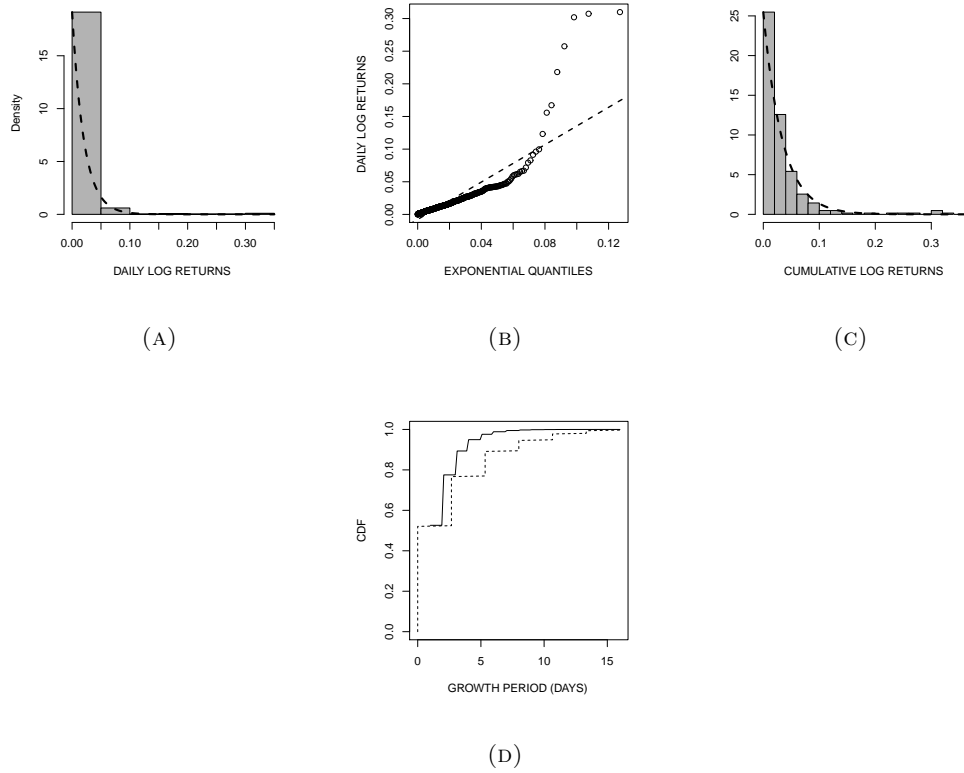 Density
0 5 15
0.00 0.10 0.20 0.30
DAILY LOG RETURNS
(A)
DAILY LOG RETURNS
0.00 0.05 0.10 0.15 0.20 0.25 0.30
0.00 0.04 0.08 0.12
EXPONENTIAL QUANTILES
(B)
0 5 10 15 20 25
0.0 0.1 0.2 0.3
CUMULATIVE LOG RETURNS
(C)
CDF
0.0 0.2 0.4 0.6 0.8 1.0
0 5 10 15
GROWTH PERIOD (DAYS)
(D)